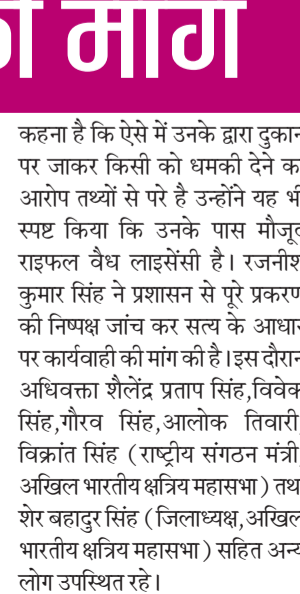 की मांग
कहना है कि ऐसे में उनके द्वारा दुकान
पर जाकर किसी को धमकी देने क
आरोप तथ्यों से परे है उन्होंने यह भी
स्पष्ट किया कि उनके पास मौजूद
राइफल वैध लाइसेंसी है। रजनीश
कुमार सिंह ने प्रशासन से पूरे प्रकरण
की निष्पक्ष जांच कर सत्य के आधार
पर कार्यवाही की मांग की है।इस दौरान
अधिवक्ता शैलेंद्र प्रताप सिंह,विवेक
सिंह,गौरव सिंह,आलोक तिवारी,
विक्रांत सिंह (राष्ट्रीय संगठन मंत्री,
अखिल भारतीय क्षत्रिय महासभा) तथ
शेर बहादुर सिंह (जिलाध्यक्ष,अखिल
भारतीय क्षत्रिय महासभा) सहित अन्य
लोग उपस्थित रहे।